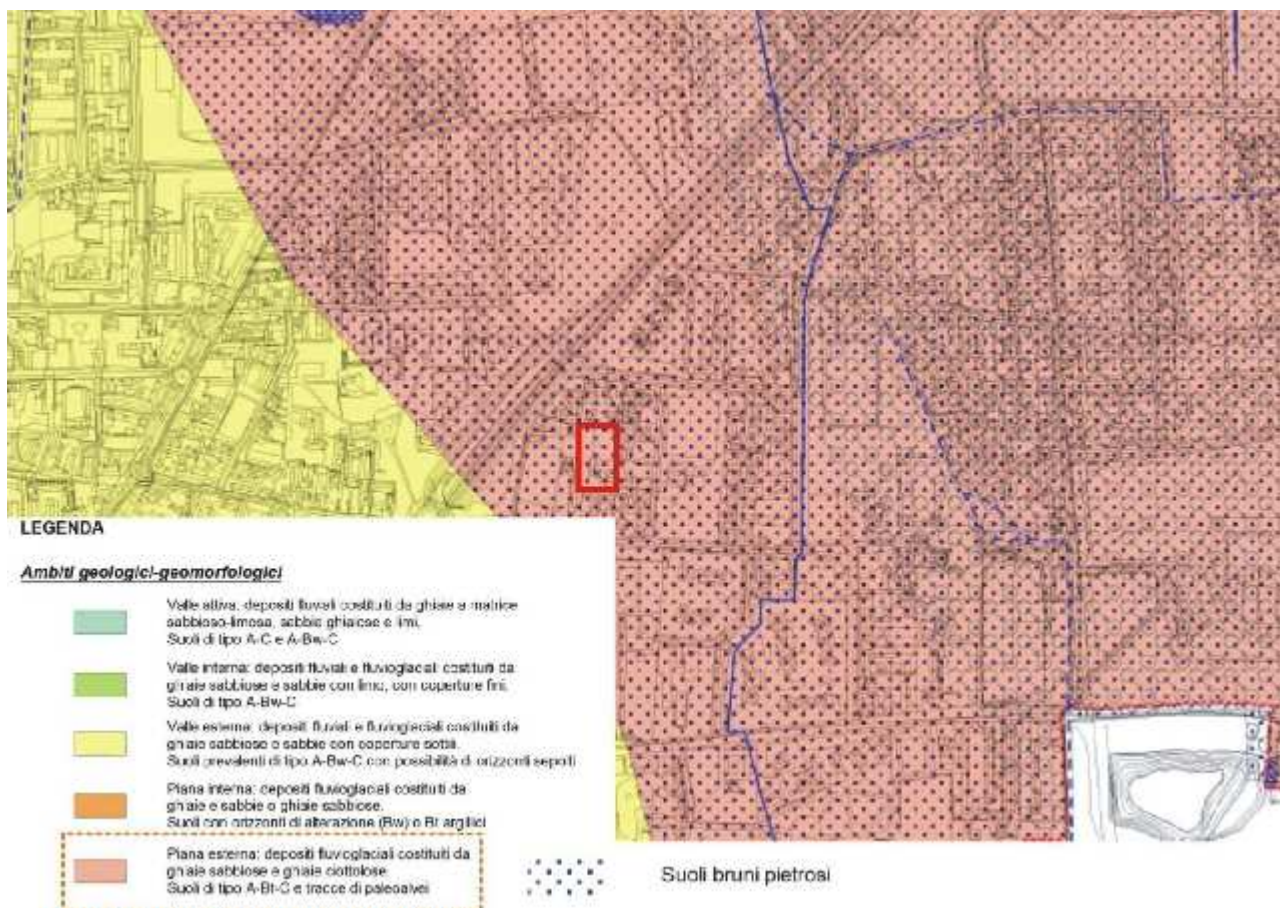 LEGENDA
Ambiti geologici-geomorfologici
Valle attiva: depositi fluviali costituiti da ghiaie a matrice
sabbioso-limosa, sabbie ghiaiose e limi.
Suoli di tipo A-C e A-Bw-C
Valle interna: depositi fluviali e fluvioglaciali costituiti da
ghiaie sabbiose e sabbie con limo, con coperture fini.
Suoli di tipo A-Bw-C
Valle esterna: depositi fluviali e fluvioglaciali costituiti da
ghiaie sabbiose e sabbie con coperture sottili.
Suoli prevalenti di tipo A-Bw-C con possibilità di orizzonti sepolti
Piana interna: depositi fluvioglaciali costituiti da
ghiaie e sabbie o ghiaie sabbiose.
Suoli con orizzonti di alterazione (Bw) o Bt argillici
Piana esterna: depositi fluvioglaciali costituiti da
ghiaie sabbiose e ghiaie ciottolose
Suoli di tipo A-Bt-C e tracce di paleoalvei
Suoli bruni pietrosi